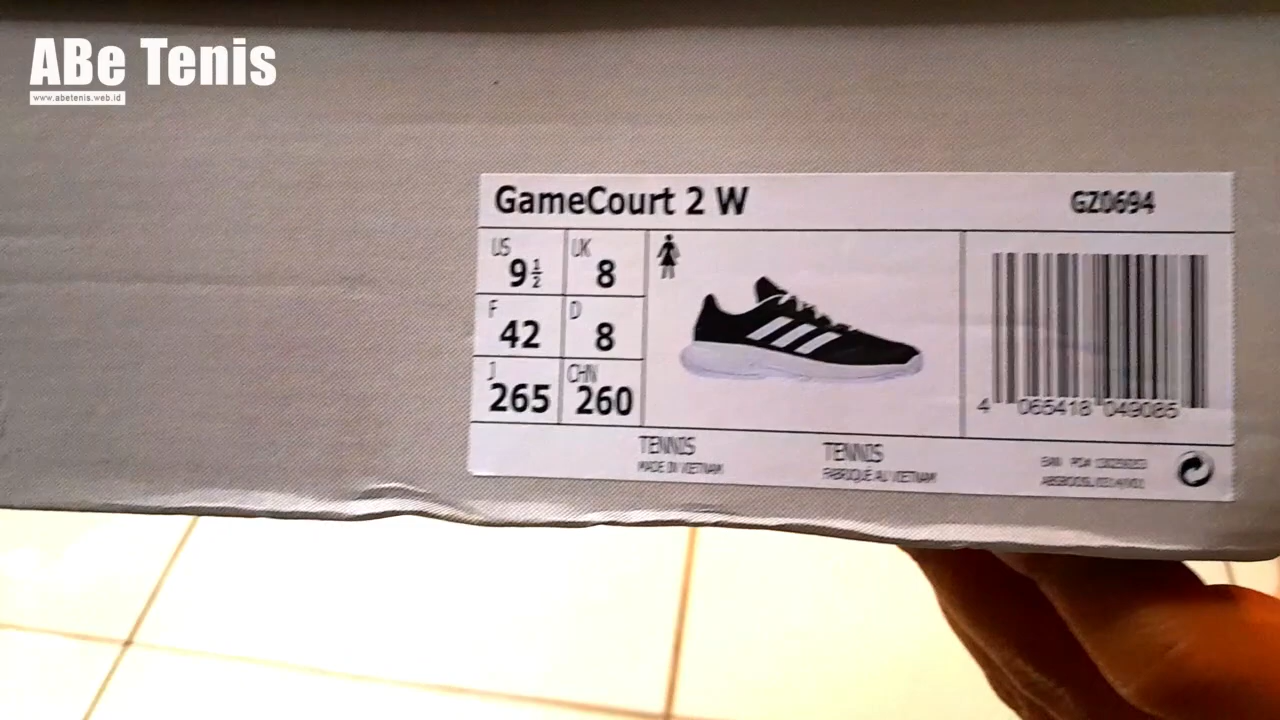 ABe Tenis
www.abetenis.web.id
GameCourt 2 W GZ0694
US 9½ UK 8
F 42 D 8
J 265 CHN 260
4 065418 049085
TENNIS TENNIS
MADE IN VIETNAM FABRIQUÉ AU VIETNAM